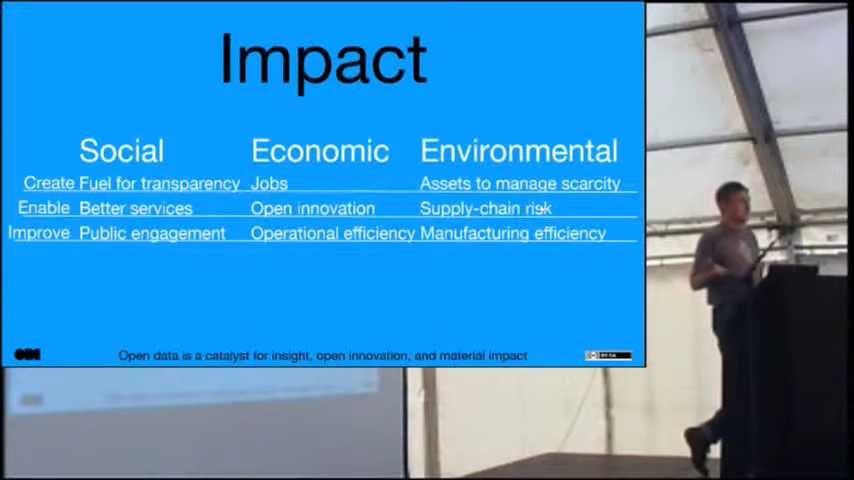 Impact
Social Economic Environmental
Create Fuel for transparency Jobs Assets to manage scarcity
Enable Better services Open innovation Supply-chain risk
Improve Public engagement Operational efficiency Manufacturing efficiency
ODI Open data is a catalyst for insight, open innovation, and material impact